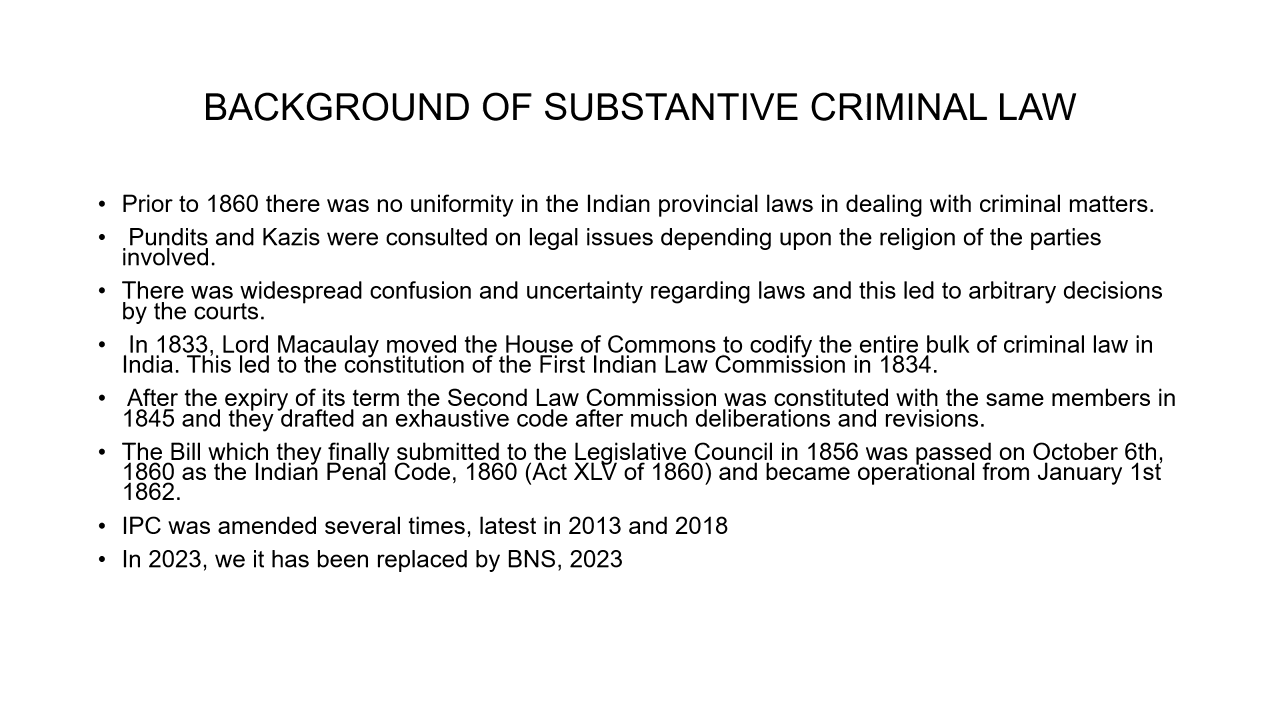 BACKGROUND OF SUBSTANTIVE CRIMINAL LAW
• Prior to 1860 there was no uniformity in the Indian provincial laws in dealing with criminal matters.
• Pundits and Kazis were consulted on legal issues depending upon the religion of the parties
involved.
• There was widespread confusion and uncertainty regarding laws and this led to arbitrary decisions
by the courts.
• In 1833, Lord Macaulay moved the House of Commons to codify the entire bulk of criminal law in
India. This led to the constitution of the First Indian Law Commission in 1834.
• After the expiry of its term the Second Law Commission was constituted with the same members in
1845 and they drafted an exhaustive code after much deliberations and revisions.
• The Bill which they finally submitted to the Legislative Council in 1856 was passed on October 6th,
1860 as the Indian Penal Code, 1860 (Act XLV of 1860) and became operational from January 1st
1862.
• IPC was amended several times, latest in 2013 and 2018
• In 2023, we it has been replaced by BNS, 2023